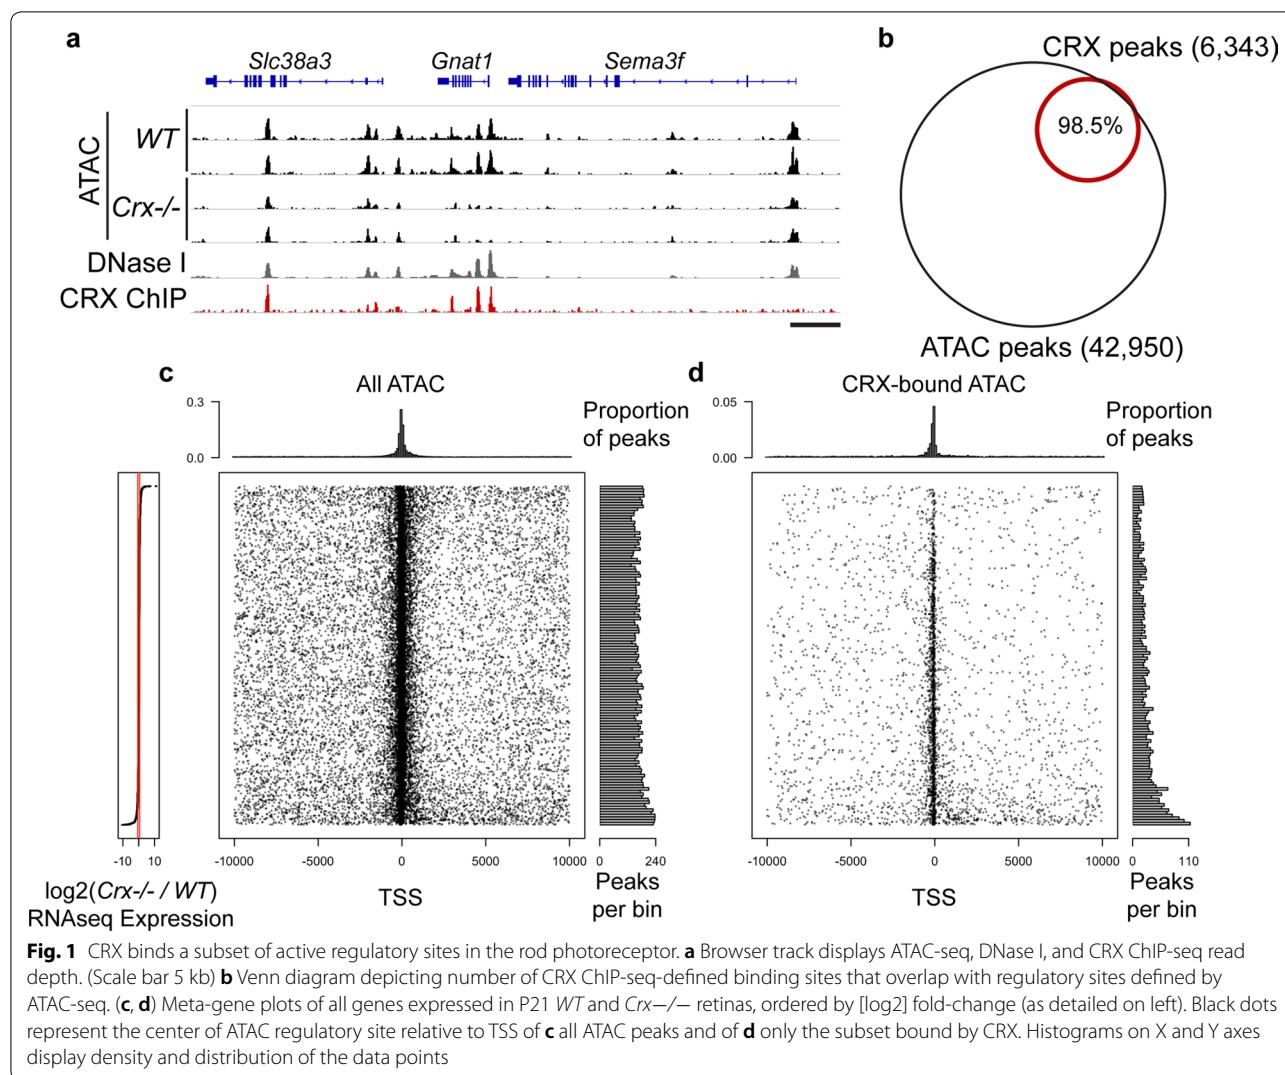 a
Slc38a3
Gnat1
Sema3f
ATAC
WT
Crx-/-
DNase I
CRX ChIP
b
CRX peaks (6,343)
98.5%
ATAC peaks (42,950)
c
All ATAC
0.3
0.0
Proportion
of peaks
-10 10
log2(Crx-/- / WT)
RNAseq Expression
-10000 -5000 0 5000 10000
TSS
0 240
Peaks
per bin
d
CRX-bound ATAC
0.05
0.00
Proportion
of peaks
-10000 -5000 0 5000 10000
TSS
0 110
Peaks
per bin
Fig. 1 CRX binds a subset of active regulatory sites in the rod photoreceptor. a Browser track displays ATAC-seq, DNase I, and CRX ChIP-seq read
depth. (Scale bar 5 kb) b Venn diagram depicting number of CRX ChIP-seq-defined binding sites that overlap with regulatory sites defined by
ATAC-seq. (c, d) Meta-gene plots of all genes expressed in P21 WT and Crx−/− retinas, ordered by [log2] fold-change (as detailed on left). Black dots
represent the center of ATAC regulatory site relative to TSS of c all ATAC peaks and of d only the subset bound by CRX. Histograms on X and Y axes
display density and distribution of the data points